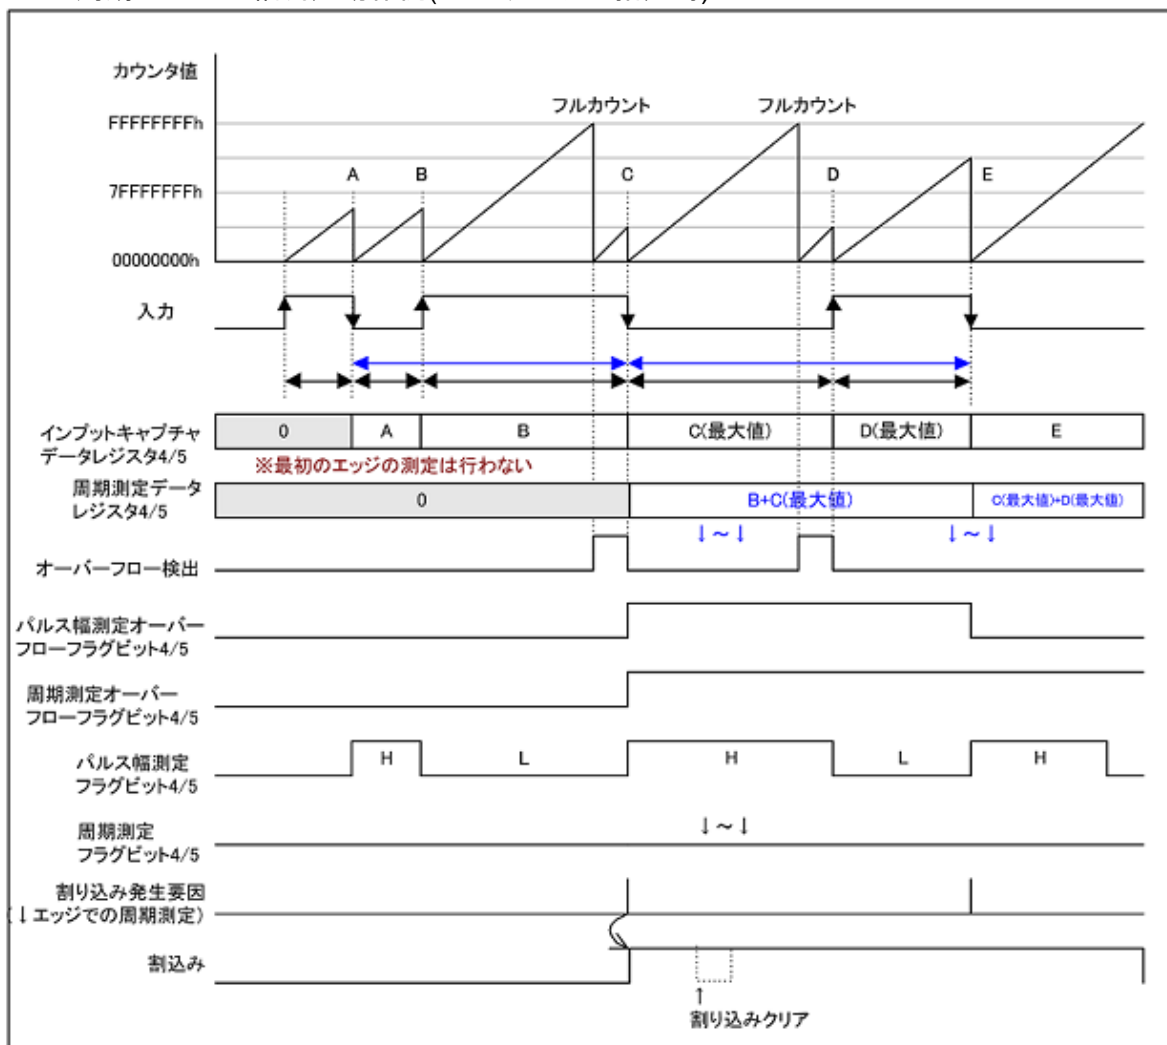 カウンタ値
フルカウント フルカウント
FFFFFFFFh
A B C D E
7FFFFFFFh
00000000h
入力
インプットキャプチャ
データレジスタ4/5
0 A B C(最大値) D(最大値) E
※最初のエッジの測定は行わない
周期測定データ
レジスタ4/5
0 B+C(最大値) C(最大値)+D(最大値)
↓～↓ ↓～↓
オーバーフロー検出
パルス幅測定オーバー
フローフラグビット4/5
周期測定オーバー
フローフラグビット4/5
パルス幅測定
フラグビット4/5
H L H L H
周期測定
フラグビット4/5
↓～↓
割り込み発生要因
(↓エッジでの周期測定)
割込み
↑
割り込みクリア